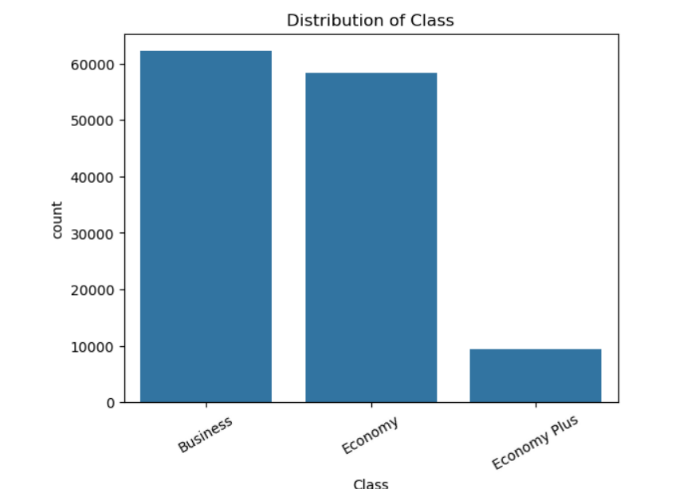 Distribution of Class
count
60000
50000
40000
30000
20000
10000
0
Business
Economy
Economy Plus
Class